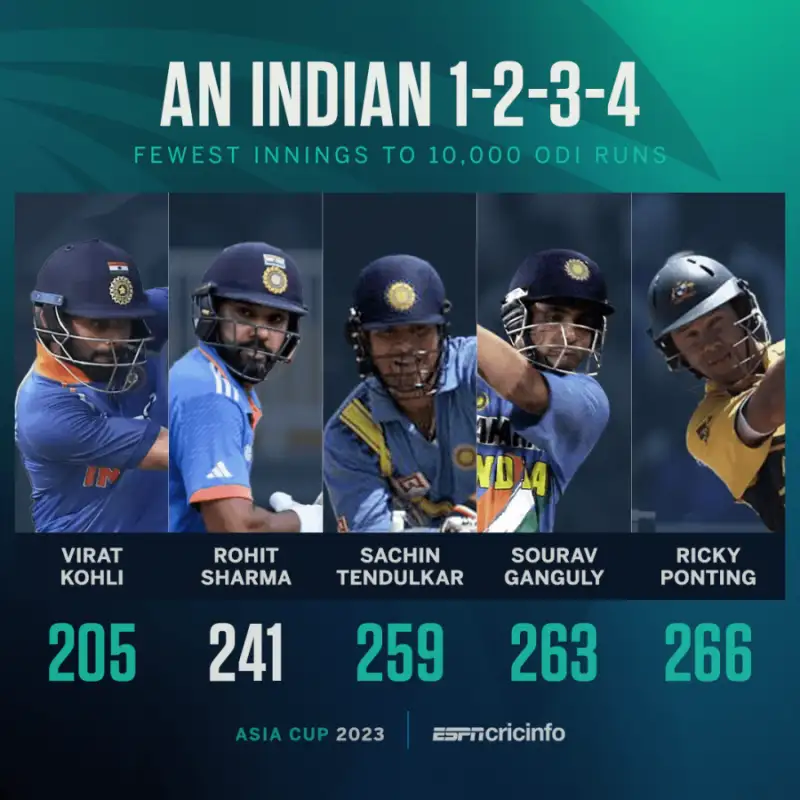 AN INDIAN 1-2-3-4
FEWEST INNINGS TO 10,000 ODI RUNS
VIRAT
KOHLI
ROHIT
SHARMA
SACHIN
TENDULKAR
SOURAV
GANGULY
RICKY
PONTING
205
241
259
263
266
ASIA CUP 2023
ESPNcricinfo